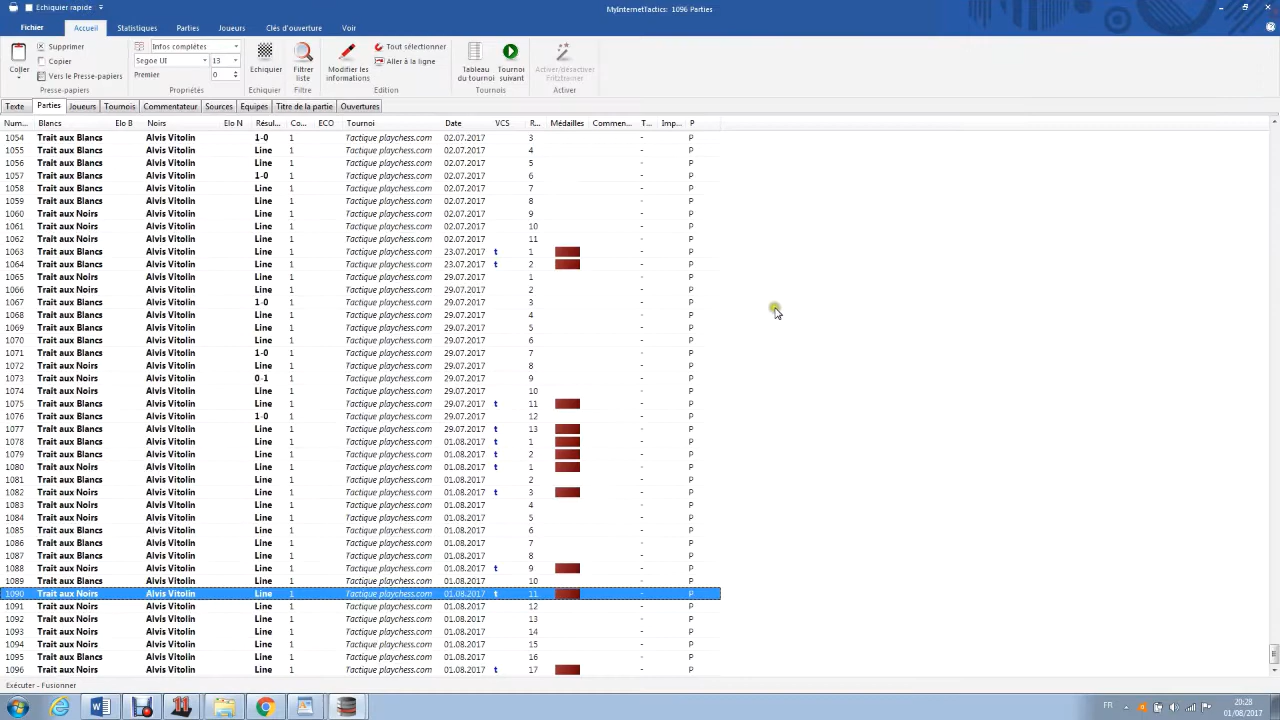 Echiquier rapide
MyInternetTactics: 1096 Parties
Fichier Accueil Statistiques Parties Joueurs Clés d'ouverture Voir
Coller
Supprimer
Copier
Vers le Presse-papiers
Presse-papiers
Infos complètes
Segoe UI 13
Premier 0
Propriétés
Echiquier
Echiquier
Filtrer liste
Filtre
Modifier les informations
Tout sélectionner
Aller à la ligne
Edition
Tableau du tournoi
Tournoi suivant
Tournois
Activer/désactiver Fritztrainer
Activer
Texte Parties Joueurs Tournois Commentateur Sources Equipes Titre de la partie Ouvertures
Num... Blancs Elo B Noirs Elo N Résul... Co... ECO Tournoi Date VCS R... Médailles Commen... T... Imp... P
1054 Trait aux Blancs Alvis Vitolin 1-0 1 Tactique playchess.com 02.07.2017 3 - P
1055 Trait aux Blancs Alvis Vitolin Line 1 Tactique playchess.com 02.07.2017 4 - P
1056 Trait aux Blancs Alvis Vitolin Line 1 Tactique playchess.com 02.07.2017 5 - P
1057 Trait aux Blancs Alvis Vitolin 1-0 1 Tactique playchess.com 02.07.2017 6 - P
1058 Trait aux Blancs Alvis Vitolin Line 1 Tactique playchess.com 02.07.2017 7 - P
1059 Trait aux Blancs Alvis Vitolin Line 1 Tactique playchess.com 02.07.2017 8 - P
1060 Trait aux Noirs Alvis Vitolin Line 1 Tactique playchess.com 02.07.2017 9 - P
1061 Trait aux Noirs Alvis Vitolin Line 1 Tactique playchess.com 02.07.2017 10 - P
1062 Trait aux Noirs Alvis Vitolin Line 1 Tactique playchess.com 02.07.2017 11 - P
1063 Trait aux Blancs Alvis Vitolin Line 1 Tactique playchess.com 23.07.2017 t 1 - P
1064 Trait aux Blancs Alvis Vitolin Line 1 Tactique playchess.com 23.07.2017 t 2 - P
1065 Trait aux Noirs Alvis Vitolin Line 1 Tactique playchess.com 29.07.2017 1 - P
1066 Trait aux Noirs Alvis Vitolin Line 1 Tactique playchess.com 29.07.2017 2 - P
1067 Trait aux Blancs Alvis Vitolin 1-0 1 Tactique playchess.com 29.07.2017 3 - P
1068 Trait aux Noirs Alvis Vitolin Line 1 Tactique playchess.com 29.07.2017 4 - P
1069 Trait aux Blancs Alvis Vitolin Line 1 Tactique playchess.com 29.07.2017 5 - P
1070 Trait aux Blancs Alvis Vitolin Line 1 Tactique playchess.com 29.07.2017 6 - P
1071 Trait aux Blancs Alvis Vitolin 1-0 1 Tactique playchess.com 29.07.2017 7 - P
1072 Trait aux Noirs Alvis Vitolin Line 1 Tactique playchess.com 29.07.2017 8 - P
1073 Trait aux Noirs Alvis Vitolin 0-1 1 Tactique playchess.com 29.07.2017 9 - P
1074 Trait aux Noirs Alvis Vitolin Line 1 Tactique playchess.com 29.07.2017 10 - P
1075 Trait aux Blancs Alvis Vitolin Line 1 Tactique playchess.com 29.07.2017 t 11 - P
1076 Trait aux Blancs Alvis Vitolin 1-0 1 Tactique playchess.com 29.07.2017 12 - P
1077 Trait aux Blancs Alvis Vitolin Line 1 Tactique playchess.com 29.07.2017 t 13 - P
1078 Trait aux Blancs Alvis Vitolin Line 1 Tactique playchess.com 01.08.2017 t 1 - P
1079 Trait aux Blancs Alvis Vitolin Line 1 Tactique playchess.com 01.08.2017 t 2 - P
1080 Trait aux Noirs Alvis Vitolin Line 1 Tactique playchess.com 01.08.2017 t 1 - P
1081 Trait aux Blancs Alvis Vitolin Line 1 Tactique playchess.com 01.08.2017 2 - P
1082 Trait aux Noirs Alvis Vitolin Line 1 Tactique playchess.com 01.08.2017 t 3 - P
1083 Trait aux Noirs Alvis Vitolin Line 1 Tactique playchess.com 01.08.2017 4 - P
1084 Trait aux Noirs Alvis Vitolin Line 1 Tactique playchess.com 01.08.2017 5 - P
1085 Trait aux Blancs Alvis Vitolin Line 1 Tactique playchess.com 01.08.2017 6 - P
1086 Trait aux Blancs Alvis Vitolin Line 1 Tactique playchess.com 01.08.2017 7 - P
1087 Trait aux Blancs Alvis Vitolin Line 1 Tactique playchess.com 01.08.2017 8 - P
1088 Trait aux Noirs Alvis Vitolin Line 1 Tactique playchess.com 01.08.2017 t 9 - P
1089 Trait aux Blancs Alvis Vitolin Line 1 Tactique playchess.com 01.08.2017 10 - P
1090 Trait aux Noirs Alvis Vitolin Line 1 Tactique playchess.com 01.08.2017 t 11 - P
1091 Trait aux Noirs Alvis Vitolin Line 1 Tactique playchess.com 01.08.2017 12 - P
1092 Trait aux Noirs Alvis Vitolin Line 1 Tactique playchess.com 01.08.2017 13 - P
1093 Trait aux Noirs Alvis Vitolin Line 1 Tactique playchess.com 01.08.2017 14 - P
1094 Trait aux Noirs Alvis Vitolin Line 1 Tactique playchess.com 01.08.2017 15 - P
1095 Trait aux Blancs Alvis Vitolin Line 1 Tactique playchess.com 01.08.2017 16 - P
1096 Trait aux Noirs Alvis Vitolin Line 1 Tactique playchess.com 01.08.2017 t 17 - P
Exécuter - Fusionner
FR 20:28
01/08/2017